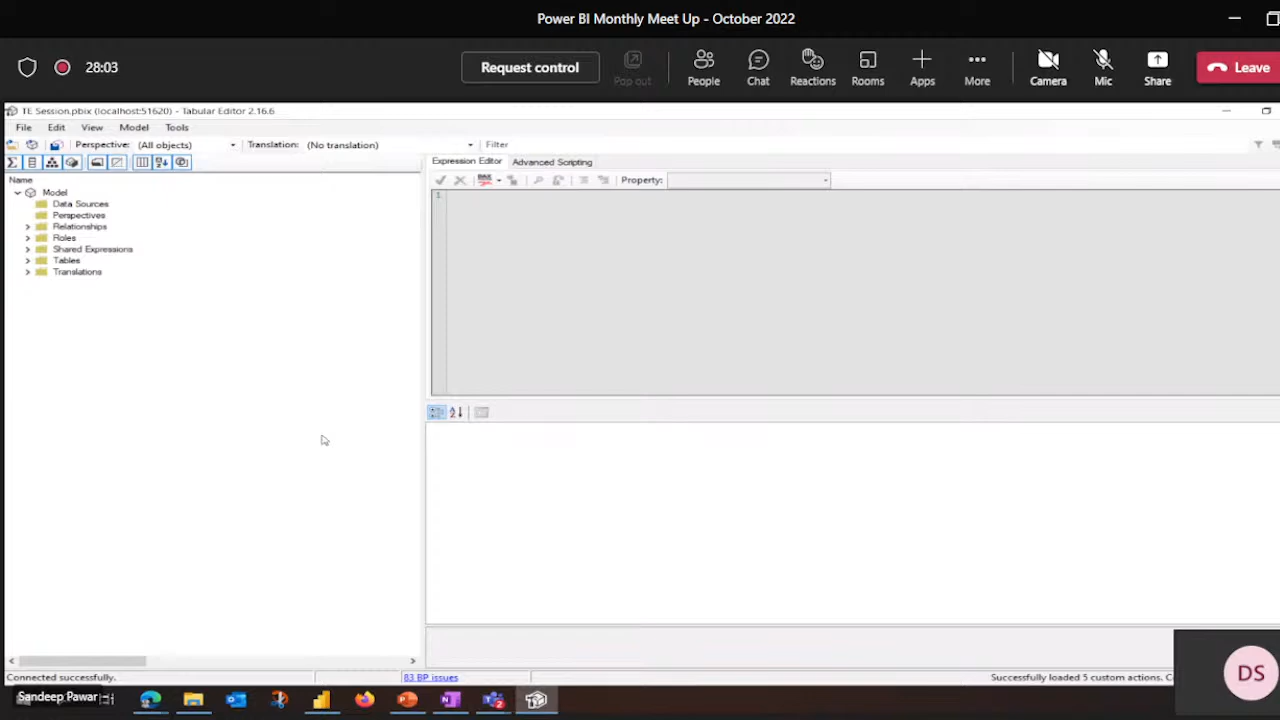 Power BI Monthly Meet Up - October 2022
28:03
Request control
Pop out
People
Chat
Reactions
Rooms
Apps
More
Camera
Mic
Share
Leave
TE Session.pbix (localhost:51620) - Tabular Editor 2.16.6
File Edit View Model Tools
Perspective: (All objects) Translation: (No translation) Filter
Expression Editor Advanced Scripting
Property:
Name
1
Model
Data Sources
Perspectives
Relationships
Roles
Shared Expressions
Tables
Translations
Connected successfully. 83 BP issues Successfully loaded 5 custom actions.
Sandeep Pawar
DS